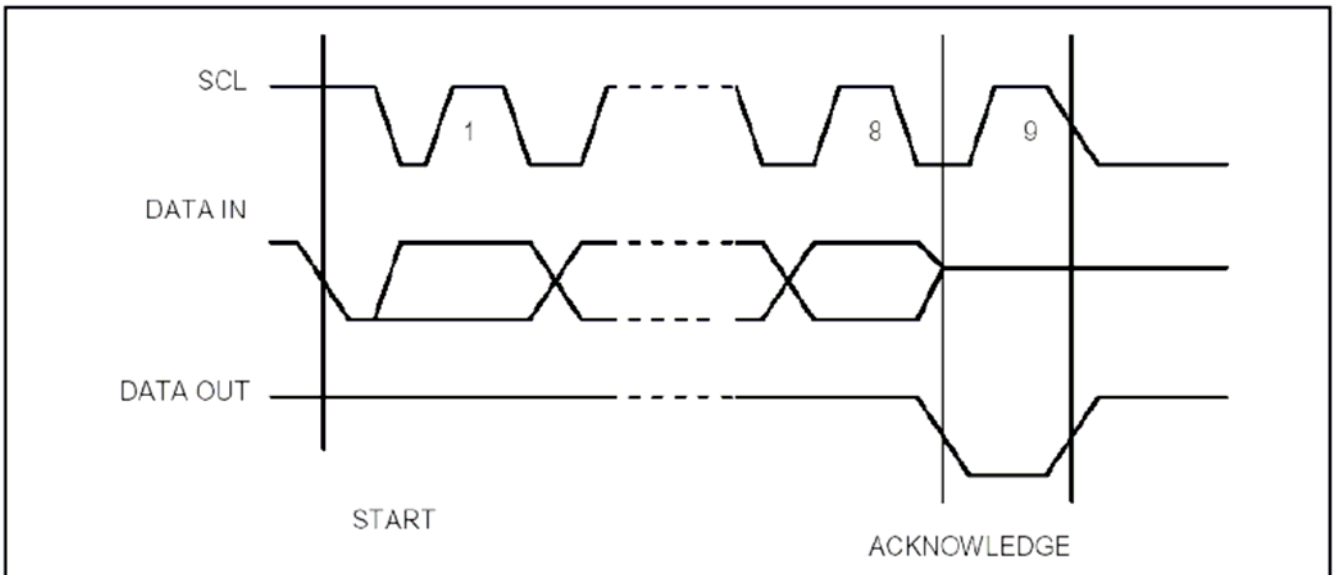 SCL
1
8
9
DATA IN
DATA OUT
START
ACKNOWLEDGE